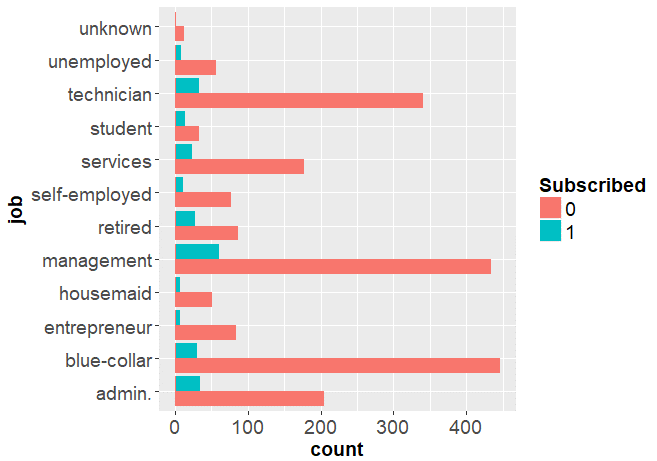 unknown
unemployed
technician
student
services
self-employed
retired
management
housemaid
entrepreneur
blue-collar
admin.
job
0 100 200 300 400
count
Subscribed
0
1